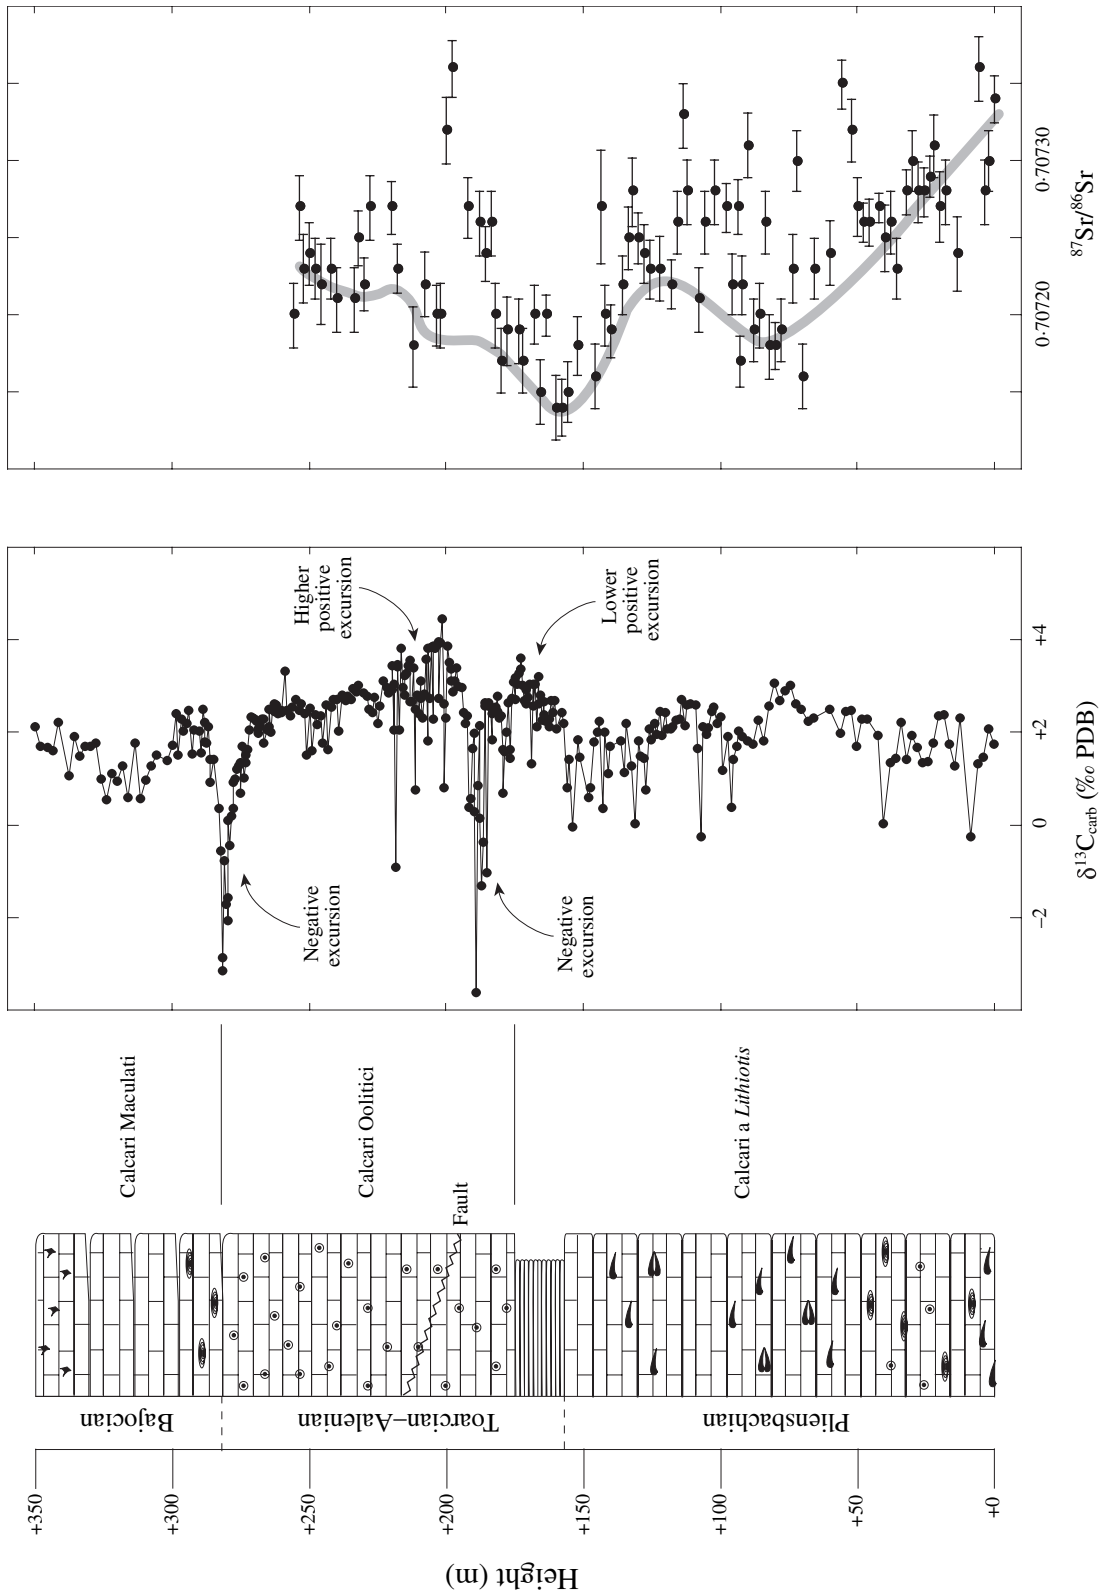 Height (m)
+350
+300
+250
+200
+150
+100
+50
+0
Bajocian
Toarcian–Aalenian
Pliensbachian
Fault
Calcari Maculati
Calcari Oolitici
Calcari a Lithiotis
Negative
excursion
Negative
excursion
Higher
positive
excursion
Lower
positive
excursion
−2
0
+2
+4
δ¹³Ccarb (‰ PDB)
0·70720
0·70730
⁸⁷Sr/⁸⁶Sr